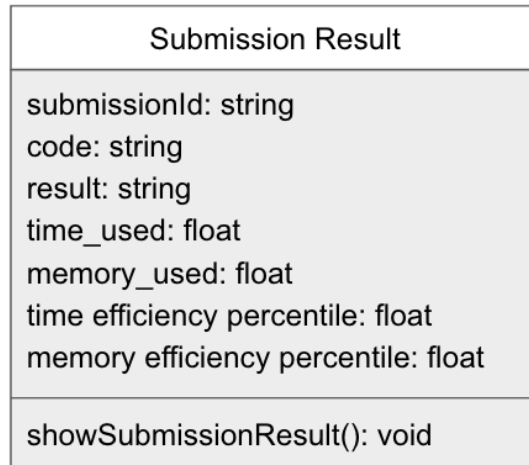 Submission Result
submissionId: string
code: string
result: string
time_used: float
memory_used: float
time efficiency percentile: float
memory efficiency percentile: float
showSubmissionResult(): void